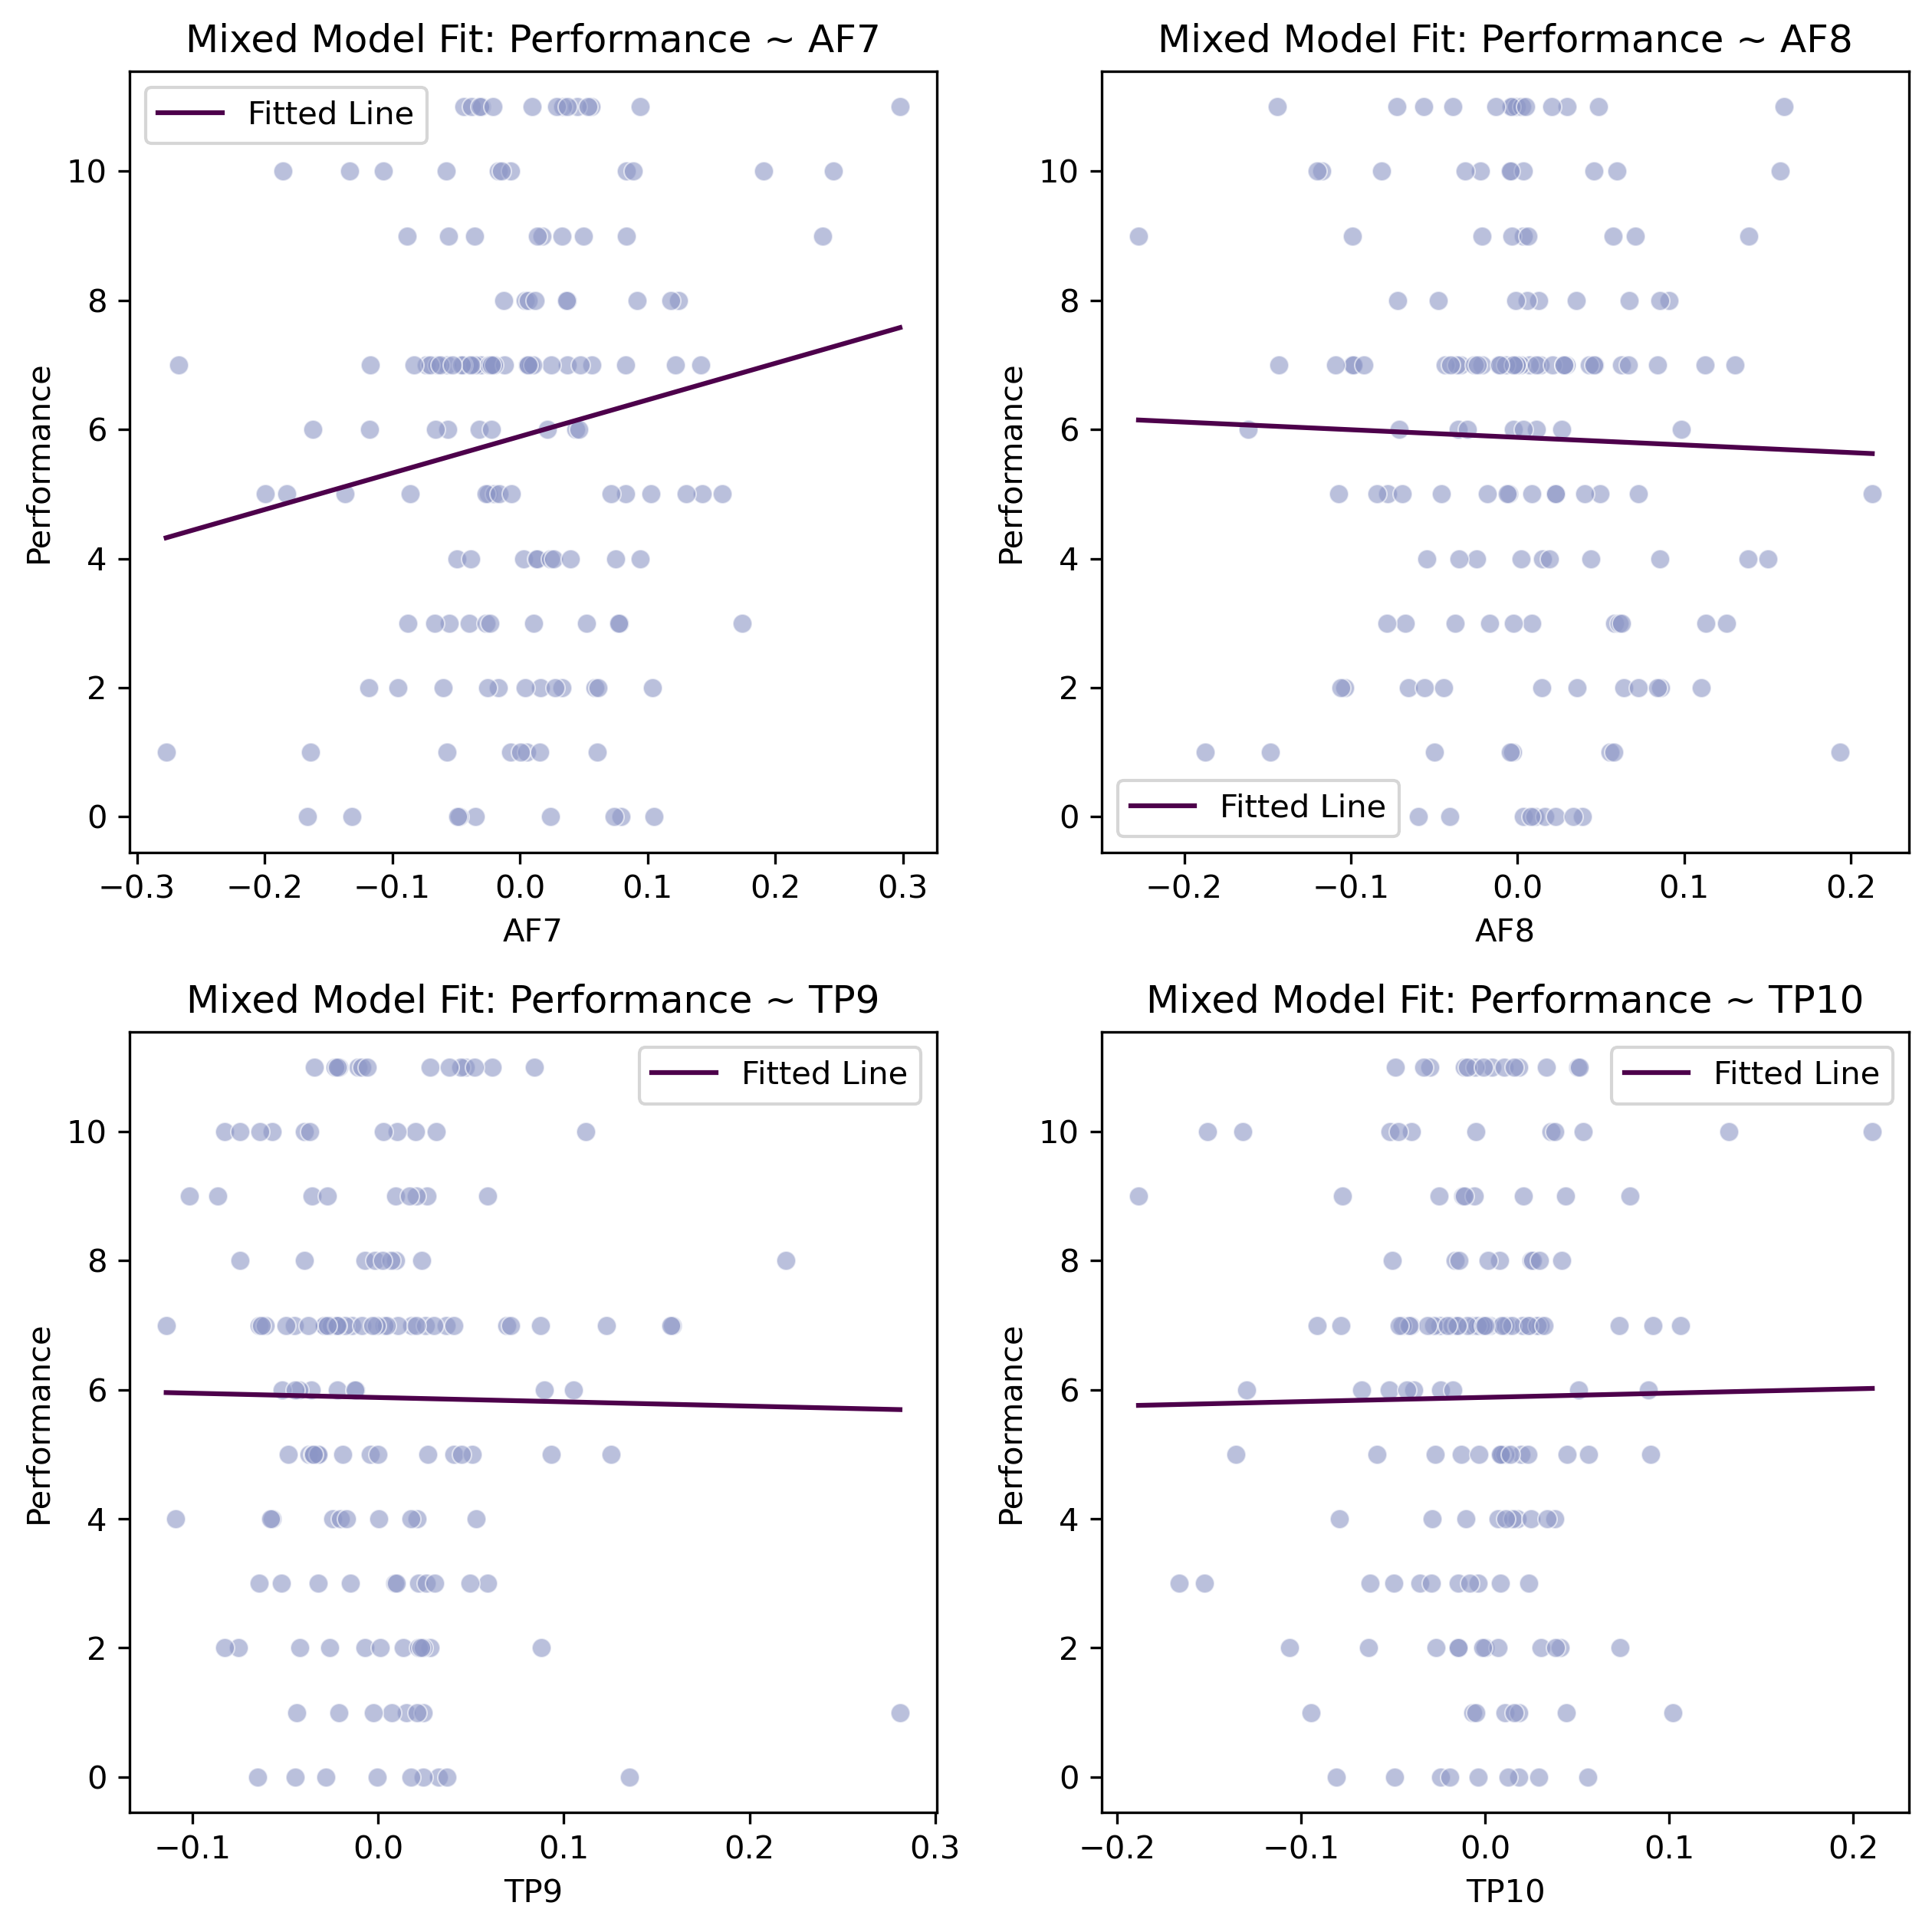 Mixed Model Fit: Performance ~ AF7
Fitted Line
Performance
10
8
6
4
2
0
−0.3 −0.2 −0.1 0.0 0.1 0.2 0.3
AF7
Mixed Model Fit: Performance ~ AF8
Fitted Line
Performance
10
8
6
4
2
0
−0.2 −0.1 0.0 0.1 0.2
AF8
Mixed Model Fit: Performance ~ TP9
Fitted Line
Performance
10
8
6
4
2
0
−0.1 0.0 0.1 0.2 0.3
TP9
Mixed Model Fit: Performance ~ TP10
Fitted Line
Performance
10
8
6
4
2
0
−0.2 −0.1 0.0 0.1 0.2
TP10